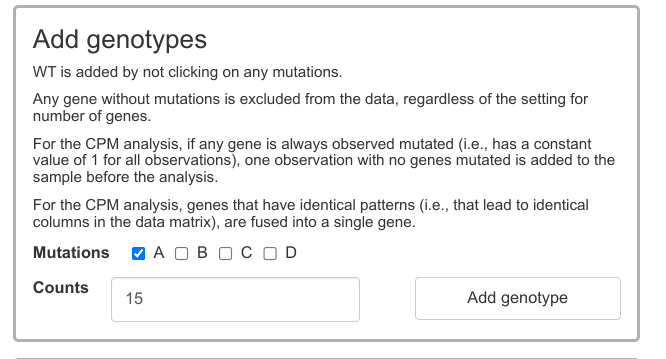 Add genotypes
WT is added by not clicking on any mutations.
Any gene without mutations is excluded from the data, regardless of the setting for
number of genes.
For the CPM analysis, if any gene is always observed mutated (i.e., has a constant
value of 1 for all observations), one observation with no genes mutated is added to the
sample before the analysis.
For the CPM analysis, genes that have identical patterns (i.e., that lead to identical
columns in the data matrix), are fused into a single gene.
Mutations A B C D
Counts 15 Add genotype